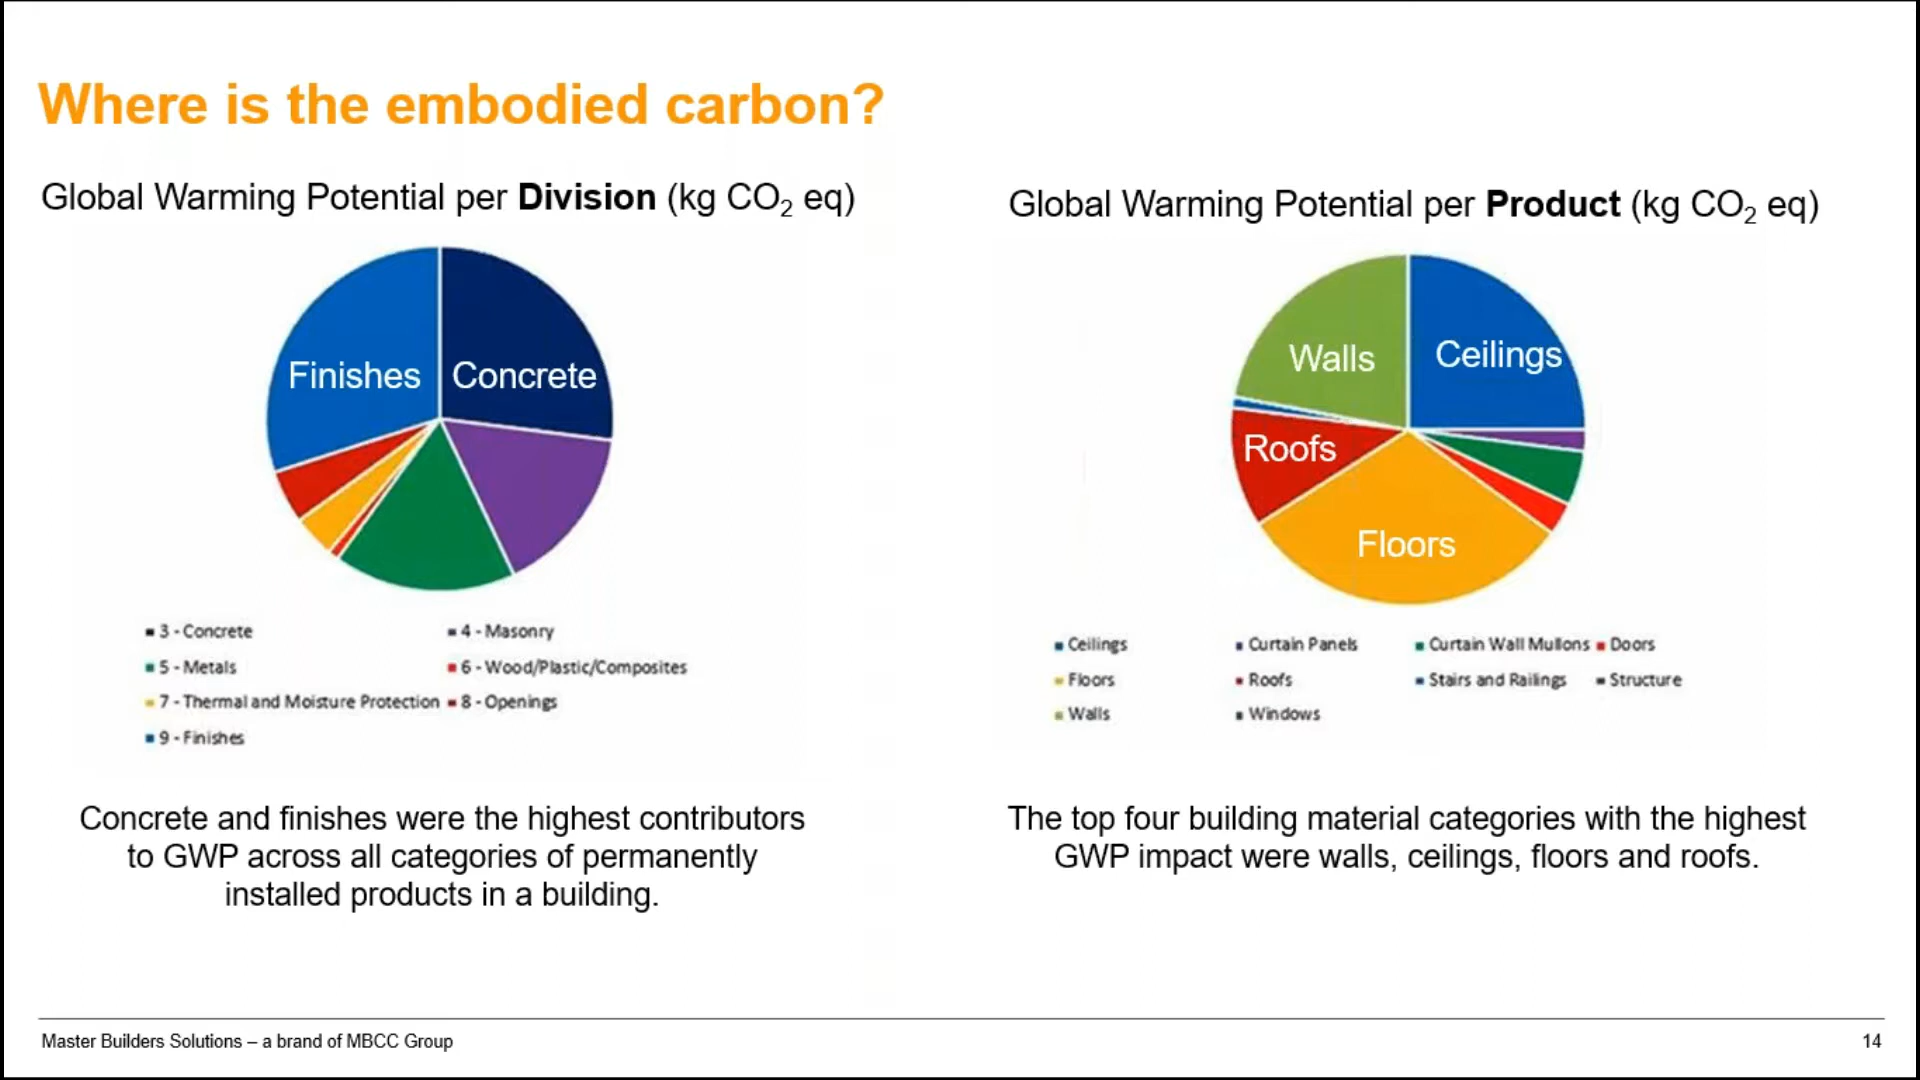 Where is the embodied carbon?
Global Warming Potential per Division (kg CO₂ eq)
Finishes
Concrete
3 - Concrete
4 - Masonry
5 - Metals
6 - Wood/Plastic/Composites
7 - Thermal and Moisture Protection
8 - Openings
9 - Finishes
Concrete and finishes were the highest contributors
to GWP across all categories of permanently
installed products in a building.
Global Warming Potential per Product (kg CO₂ eq)
Walls
Ceilings
Roofs
Floors
Ceilings
Curtain Panels
Curtain Wall Mullons
Doors
Floors
Roofs
Stairs and Railings
Structure
Walls
Windows
The top four building material categories with the highest
GWP impact were walls, ceilings, floors and roofs.
Master Builders Solutions – a brand of MBCC Group
14